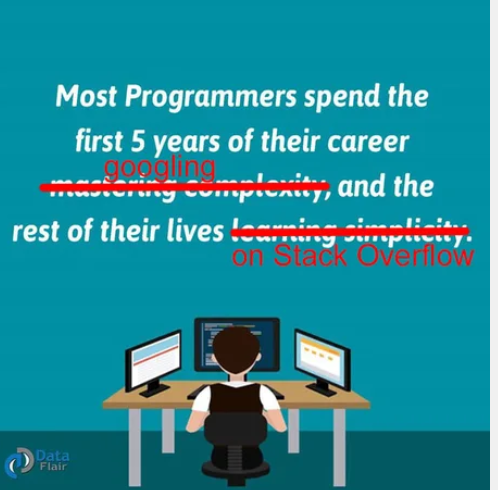 Most Programmers spend the
first 5 years of their career
googling
mastering complexity, and the
rest of their lives learning simplicity.
on Stack Overflow
Data
Flair